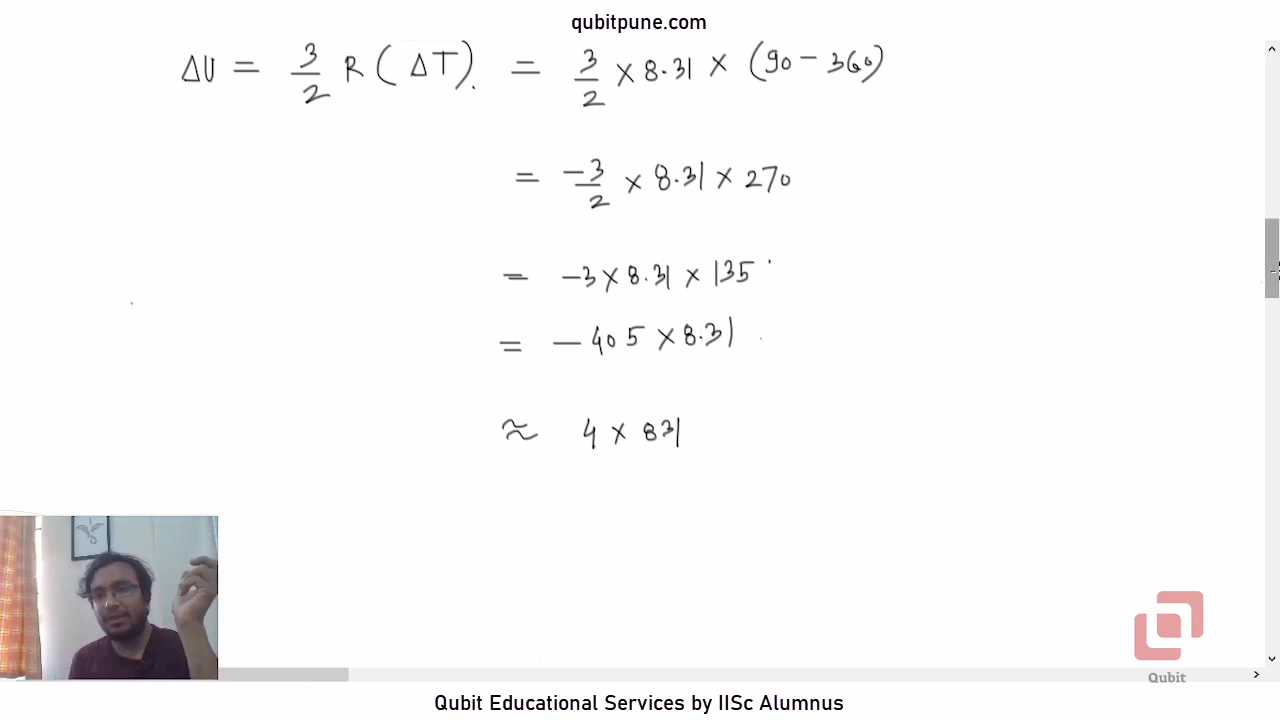 qubitpune.com
ΔU = 3/2 R (ΔT). = 3/2 × 8.31 × (90 - 360)
= -3/2 × 8.31 × 270
= -3 × 8.31 × 135
= - 405 × 8.31
≈ 4 × 831
Qubit
Qubit Educational Services by IISc Alumnus